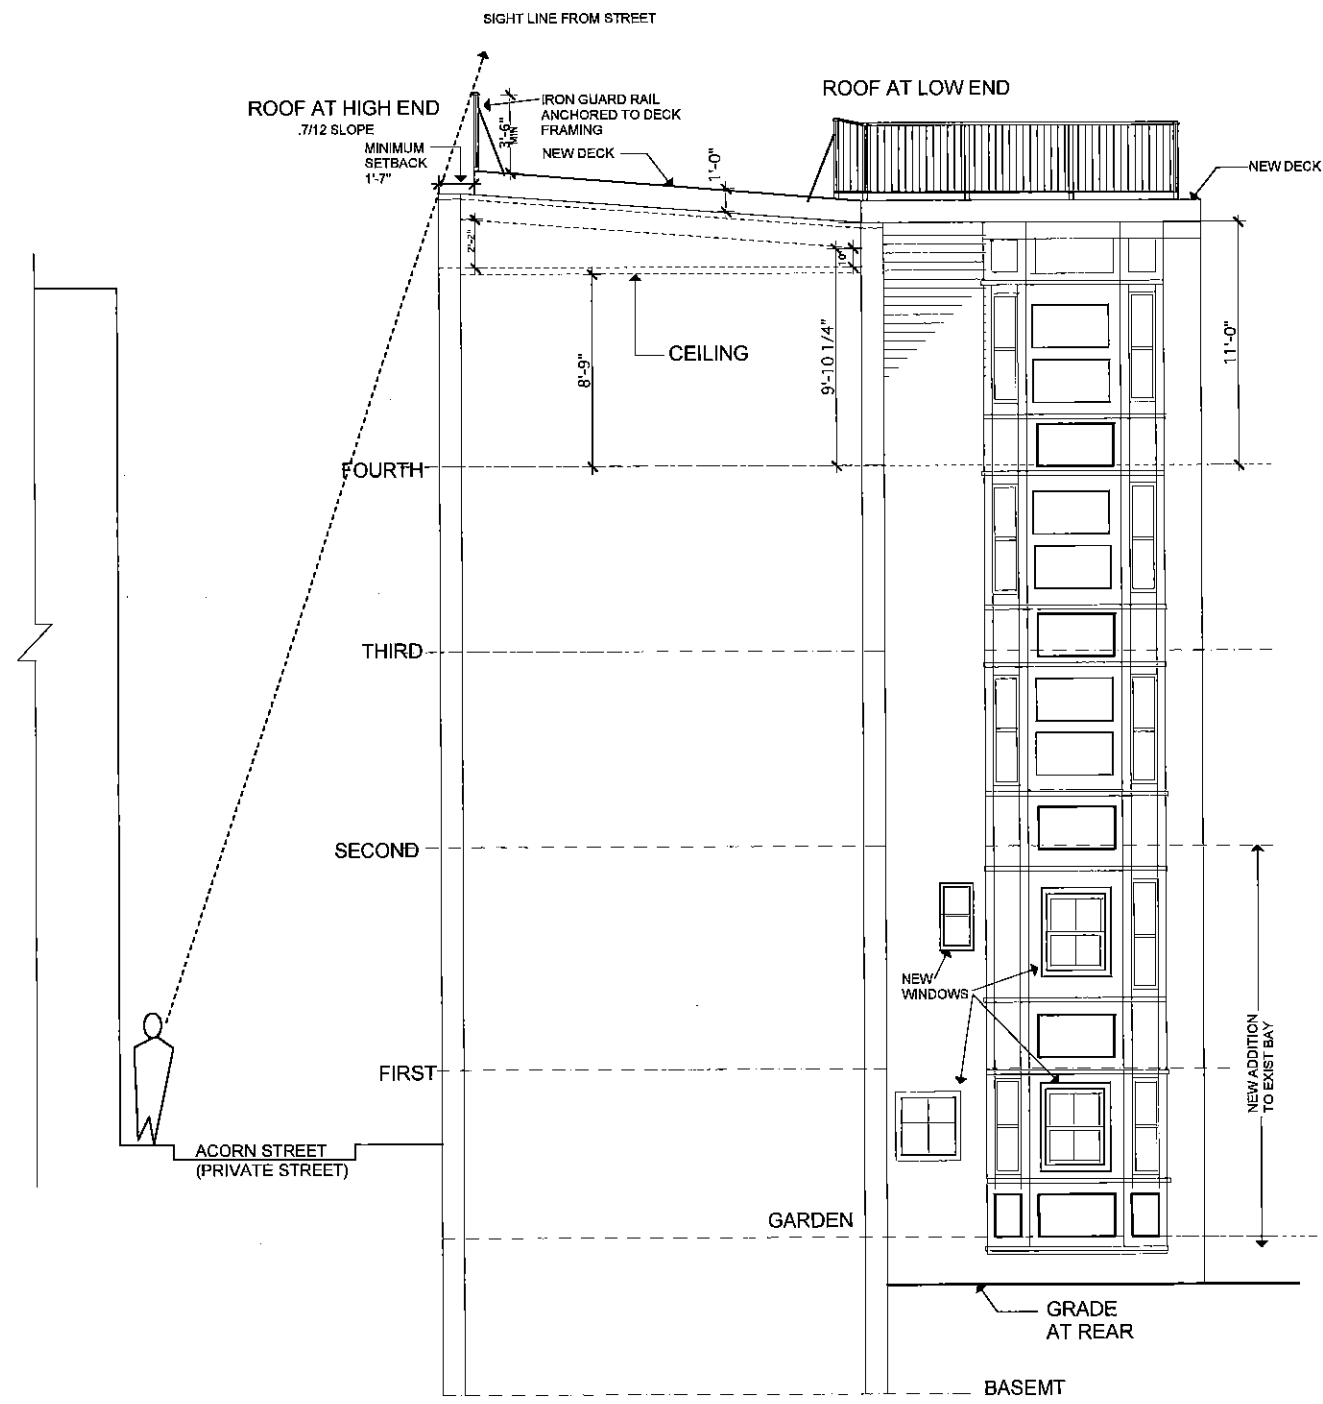 SIGHT LINE FROM STREET
ROOF AT HIGH END
.7/12 SLOPE
MINIMUM
SETBACK
1'-7"
3'-6"
MIN
IRON GUARD RAIL
ANCHORED TO DECK
FRAMING
NEW DECK
1'-0"
ROOF AT LOW END
NEW DECK
2'-2"
10"
CEILING
8'-9"
9'-10 1/4"
11'-0"
FOURTH
THIRD
SECOND
NEW
WINDOWS
NEW ADDITION
TO EXIST BAY
FIRST
ACORN STREET
(PRIVATE STREET)
GARDEN
GRADE
AT REAR
BASEMT